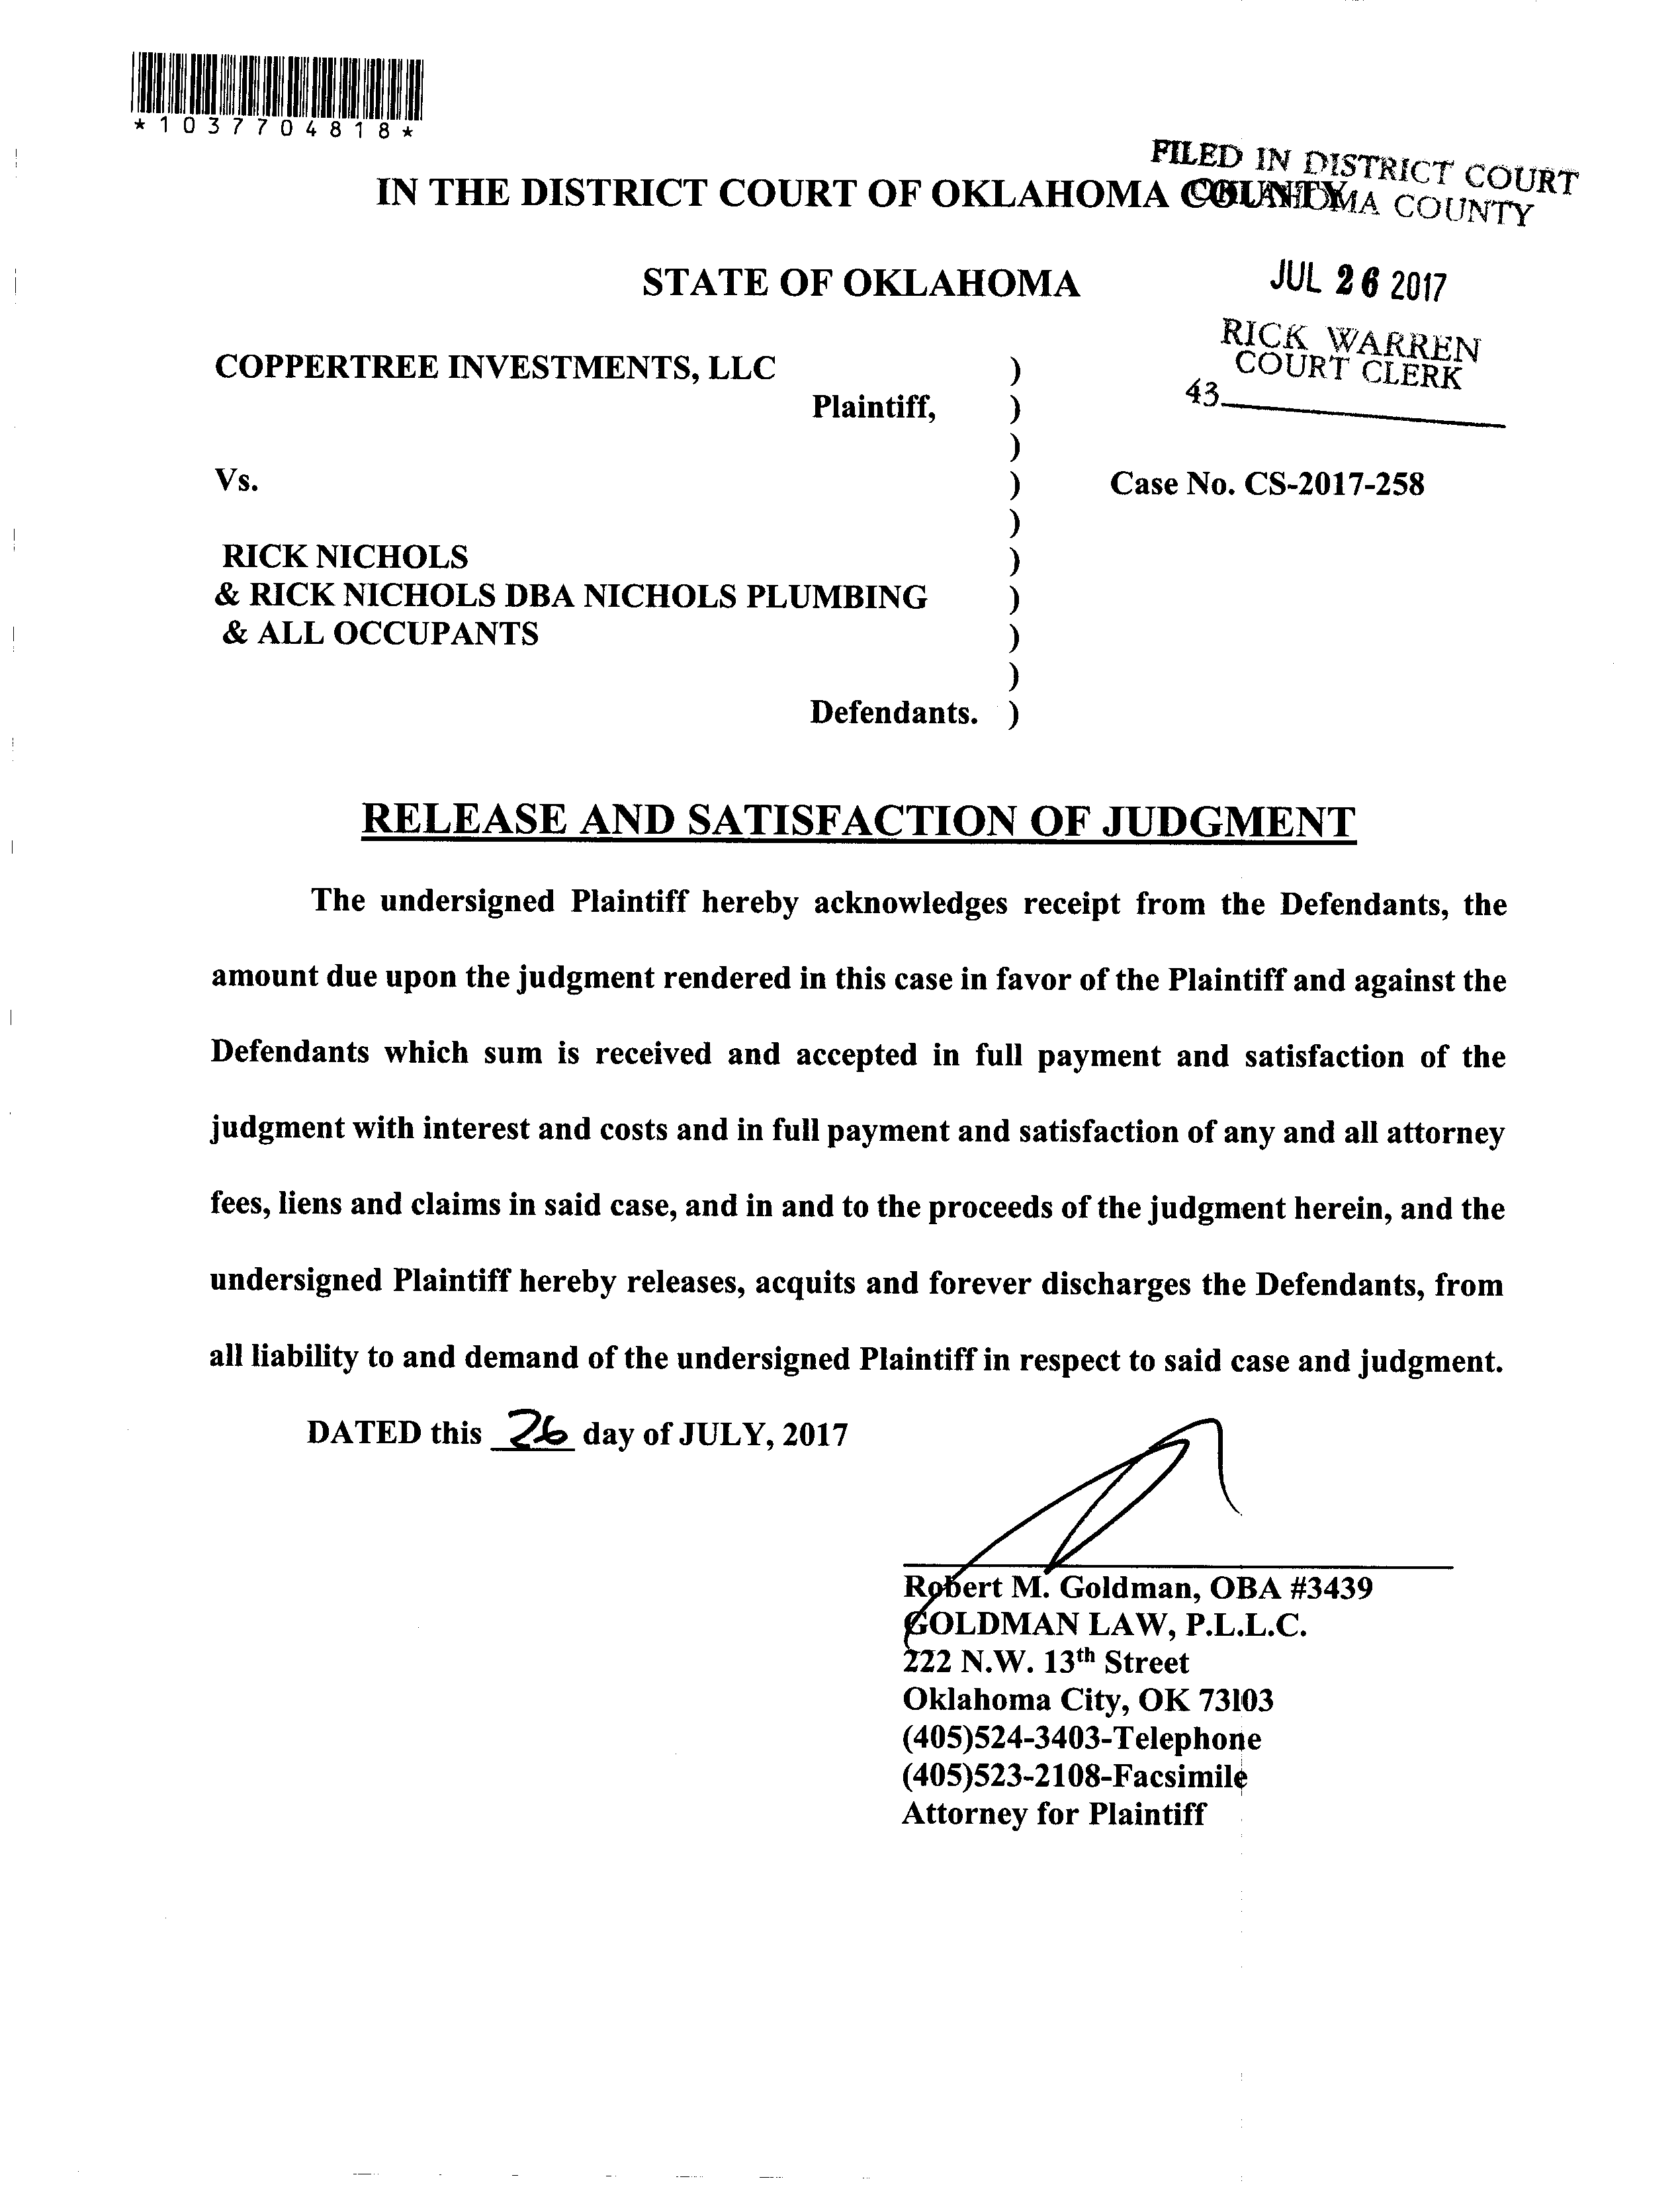 *1037704818*
FILED IN DISTRICT COURT
OKLAHOMA COUNTY
IN THE DISTRICT COURT OF OKLAHOMA COUNTY
STATE OF OKLAHOMA
JUL 26 2017
RICK WARREN
COURT CLERK
43
COPPERTREE INVESTMENTS, LLC )
Plaintiff, )
)
Vs. ) Case No. CS-2017-258
)
RICK NICHOLS )
& RICK NICHOLS DBA NICHOLS PLUMBING )
& ALL OCCUPANTS )
)
Defendants. )
RELEASE AND SATISFACTION OF JUDGMENT
The undersigned Plaintiff hereby acknowledges receipt from the Defendants, the
amount due upon the judgment rendered in this case in favor of the Plaintiff and against the
Defendants which sum is received and accepted in full payment and satisfaction of the
judgment with interest and costs and in full payment and satisfaction of any and all attorney
fees, liens and claims in said case, and in and to the proceeds of the judgment herein, and the
undersigned Plaintiff hereby releases, acquits and forever discharges the Defendants, from
all liability to and demand of the undersigned Plaintiff in respect to said case and judgment.
DATED this 26 day of JULY, 2017
Robert M. Goldman, OBA #3439
GOLDMAN LAW, P.L.L.C.
222 N.W. 13th Street
Oklahoma City, OK 73103
(405)524-3403-Telephone
(405)523-2108-Facsimile
Attorney for Plaintiff